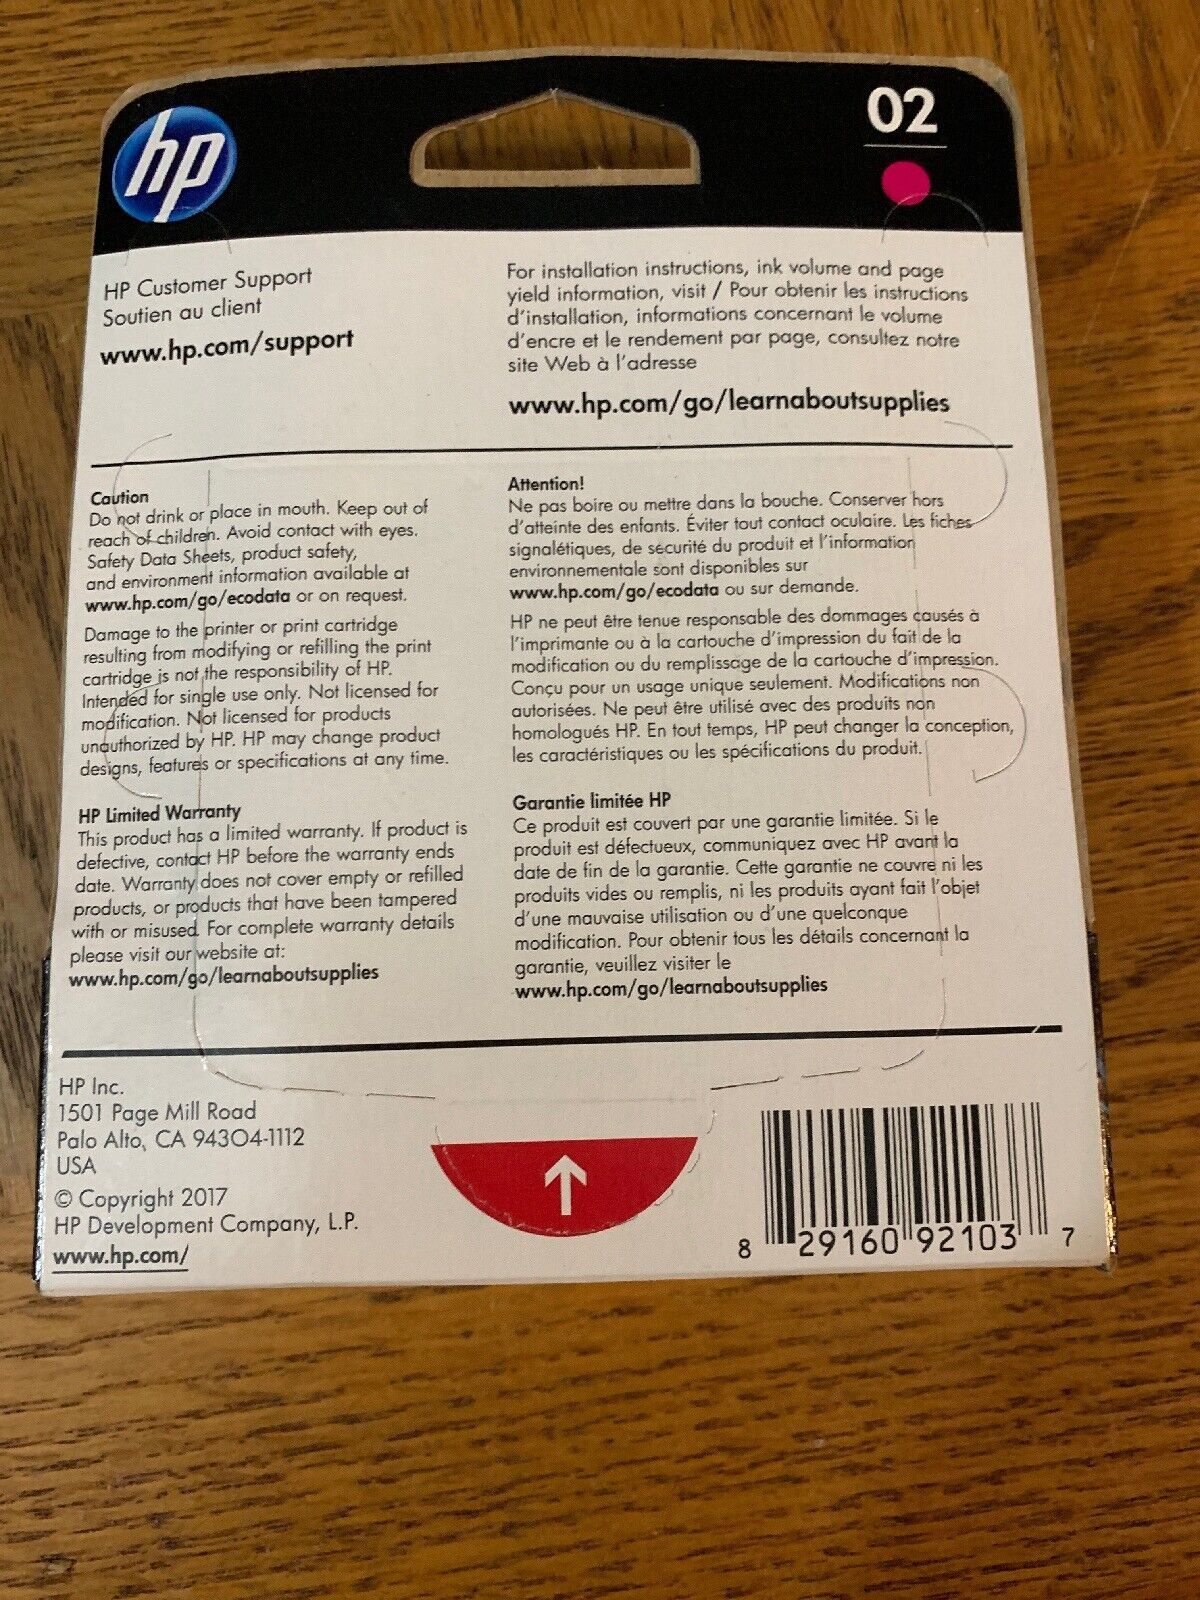 hp
02
HP Customer Support
Soutien au client
www.hp.com/support
For installation instructions, ink volume and page
yield information, visit / Pour obtenir les instructions
d'installation, informations concernant le volume
d'encre et le rendement par page, consultez notre
site Web à l'adresse
www.hp.com/go/learnaboutsupplies
Caution
Do not drink or place in mouth. Keep out of
reach of children. Avoid contact with eyes.
Safety Data Sheets, product safety,
and environment information available at
www.hp.com/go/ecodata or on request.
Damage to the printer or print cartridge
resulting from modifying or refilling the print
cartridge is not the responsibility of HP.
Intended for single use only. Not licensed for
modification. Not licensed for products
unauthorized by HP. HP may change product
designs, features or specifications at any time.
HP Limited Warranty
This product has a limited warranty. If product is
defective, contact HP before the warranty ends
date. Warranty does not cover empty or refilled
products, or products that have been tampered
with or misused. For complete warranty details
please visit our website at:
www.hp.com/go/learnaboutsupplies
Attention!
Ne pas boire ou mettre dans la bouche. Conserver hors
d'atteinte des enfants. Éviter tout contact oculaire. Les fiches
signalétiques, de sécurité du produit et l'information
environnementale sont disponibles sur
www.hp.com/go/ecodata ou sur demande.
HP ne peut être tenue responsable des dommages causés à
l'imprimante ou à la cartouche d'impression du fait de la
modification ou du remplissage de la cartouche d'impression.
Conçu pour un usage unique seulement. Modifications non
autorisées. Ne peut être utilisé avec des produits non
homologués HP. En tout temps, HP peut changer la conception,
les caractéristiques ou les spécifications du produit.
Garantie limitée HP
Ce produit est couvert par une garantie limitée. Si le
produit est défectueux, communiquez avec HP avant la
date de fin de la garantie. Cette garantie ne couvre ni les
produits vides ou remplis, ni les produits ayant fait l'objet
d'une mauvaise utilisation ou d'une quelconque
modification. Pour obtenir tous les détails concernant la
garantie, veuillez visiter le
www.hp.com/go/learnaboutsupplies
HP Inc.
1501 Page Mill Road
Palo Alto, CA 94304-1112
USA
© Copyright 2017
HP Development Company, L.P.
www.hp.com/
8 29160 92103 7